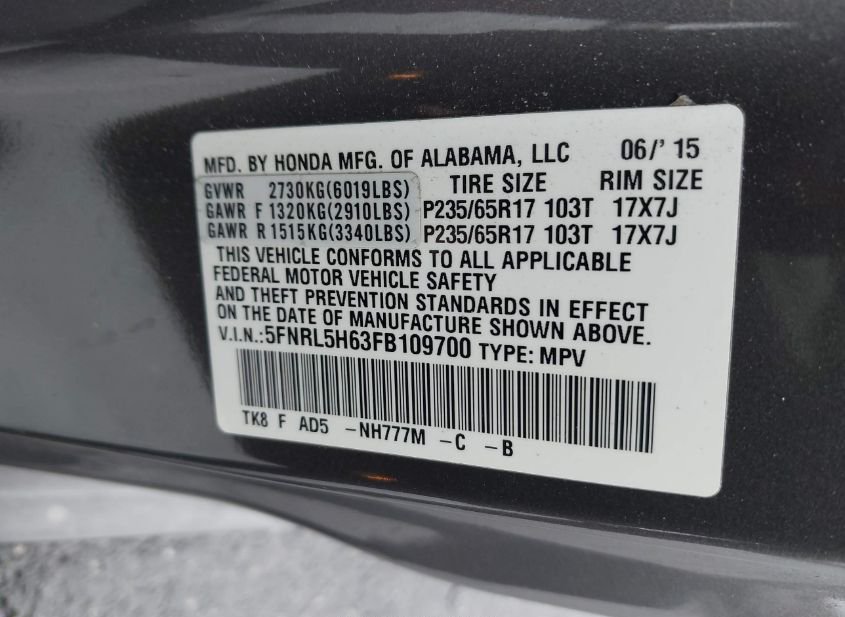 MFD. BY HONDA MFG. OF ALABAMA, LLC 06/' 15
GVWR 2730KG(6019LBS) TIRE SIZE RIM SIZE
GAWR F 1320KG(2910LBS) P235/65R17 103T 17X7J
GAWR R 1515KG(3340LBS) P235/65R17 103T 17X7J
THIS VEHICLE CONFORMS TO ALL APPLICABLE
FEDERAL MOTOR VEHICLE SAFETY
AND THEFT PREVENTION STANDARDS IN EFFECT
ON THE DATE OF MANUFACTURE SHOWN ABOVE.
V.I.N.:5FNRL5H63FB109700 TYPE: MPV
TK8 F AD5 -NH777M -C -B